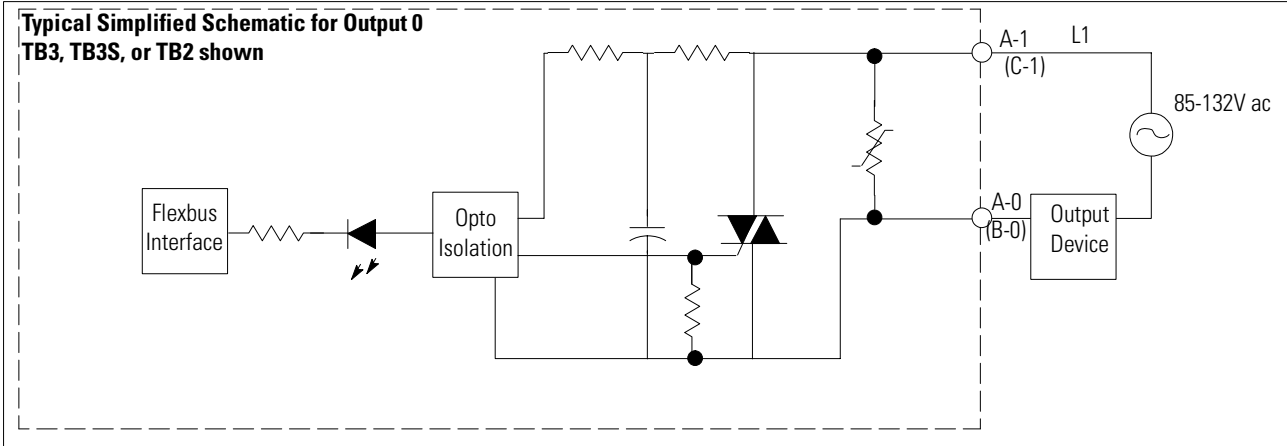 Typical Simplified Schematic for Output 0
TB3, TB3S, or TB2 shown
A-1
L1
(C-1)
85-132V ac
Flexbus
Interface
Opto
Isolation
A-0
(B-0)
Output
Device